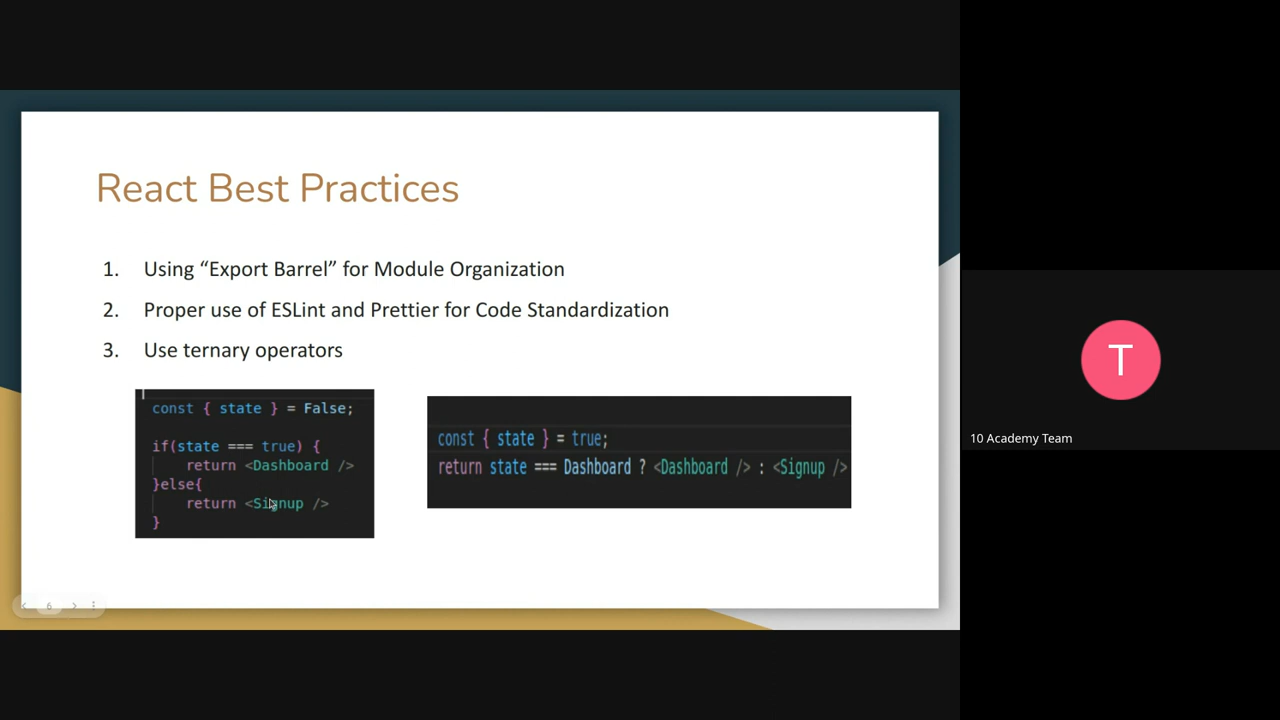 React Best Practices
1. Using “Export Barrel” for Module Organization
2. Proper use of ESLint and Prettier for Code Standardization
3. Use ternary operators
const { state } = False;
if(state === true) {
return <Dashboard />
}else{
return <Signup />
}
const { state } = true;
return state === Dashboard ? <Dashboard /> : <Signup />
6
T
10 Academy Team